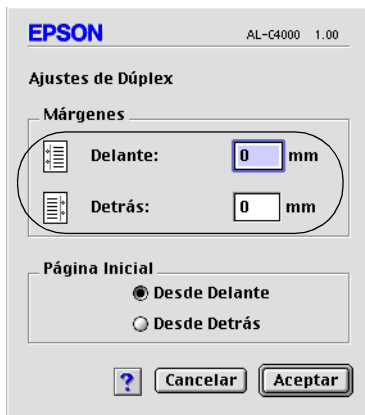 EPSON AL-C4000 1.00
Ajustes de Dúplex
Márgenes
Delante: 0 mm
Detrás: 0 mm
Página Inicial
Desde Delante
Desde Detrás
? Cancelar Aceptar